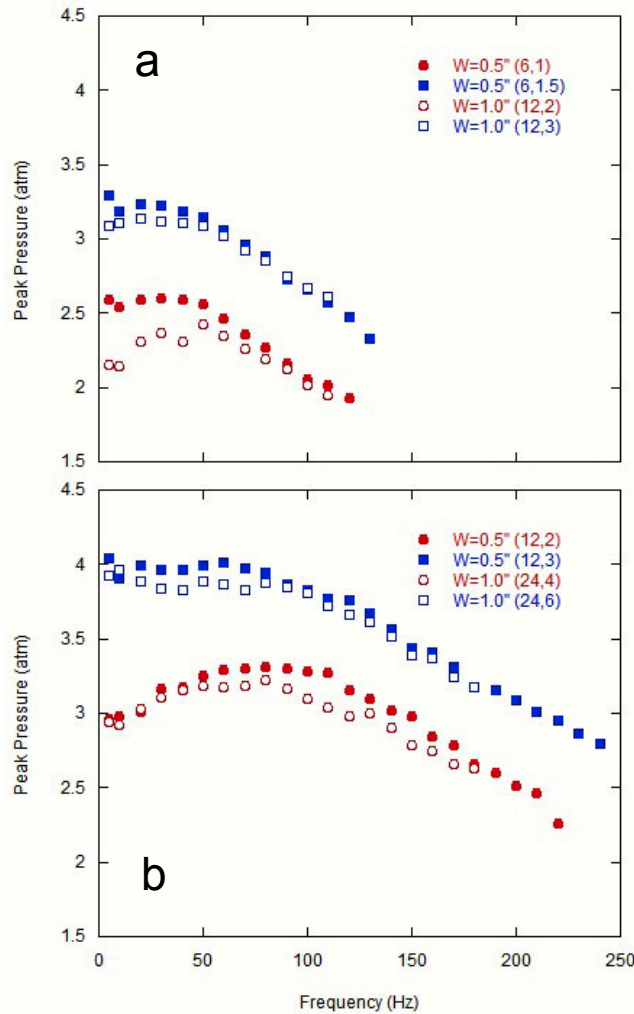 4.5
a
W=0.5" (6,1)
W=0.5" (6,1.5)
W=1.0" (12,2)
W=1.0" (12,3)
4
3.5
Peak Pressure (atm)
3
2.5
2
1.5
4.5
W=0.5" (12,2)
W=0.5" (12,3)
W=1.0" (24,4)
W=1.0" (24,6)
4
3.5
Peak Pressure (atm)
3
2.5
2
b
1.5
0 50 100 150 200 250
Frequency (Hz)